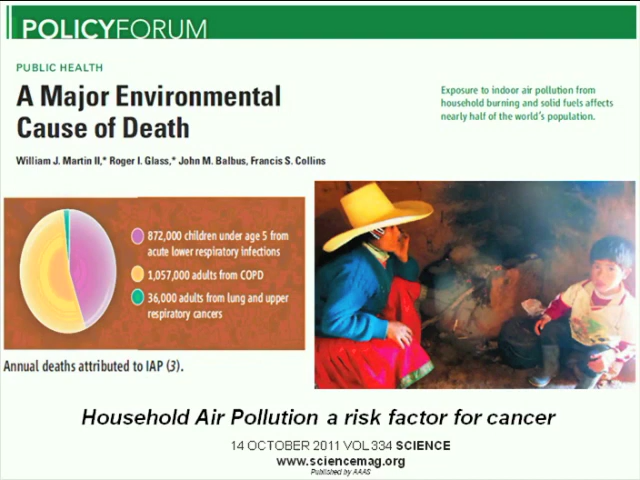 POLICYFORUM
PUBLIC HEALTH
A Major Environmental
Cause of Death
William J. Martin II,* Roger I. Glass,* John M. Balbus, Francis S. Collins
Exposure to indoor air pollution from
household burning and solid fuels affects
nearly half of the world's population.
872,000 children under age 5 from
acute lower respiratory infections
1,057,000 adults from COPD
36,000 adults from lung and upper
respiratory cancers
Annual deaths attributed to IAP (3).
Household Air Pollution a risk factor for cancer
14 OCTOBER 2011 VOL 334 SCIENCE
www.sciencemag.org
Published by AAAS